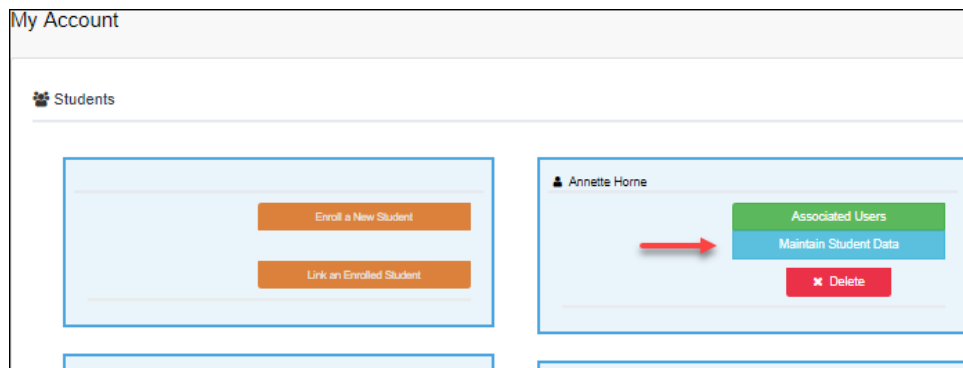 My Account
Students
Enroll a New Student
Link an Enrolled Student
Annette Horne
Associated Users
Maintain Student Data
Delete